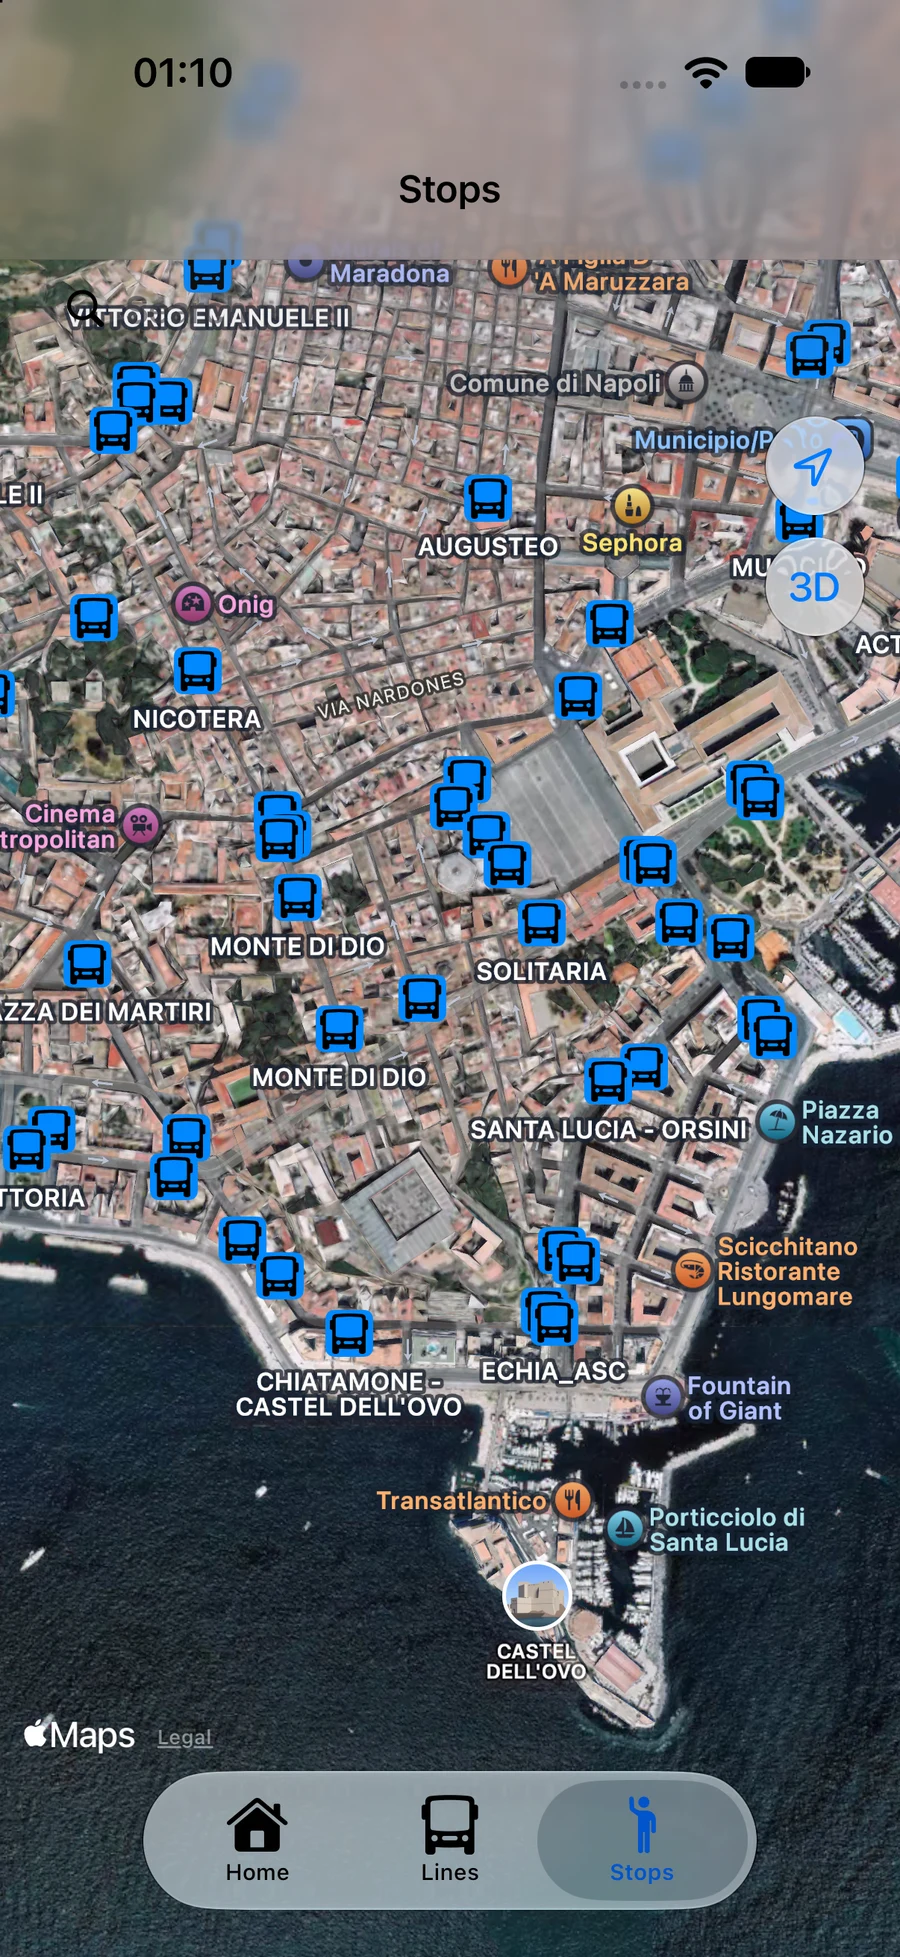 01:10
Stops
Maradona
'A Maruzzara
VITTORIO EMANUELE II
Comune di Napoli
Municipio/P
LE II
AUGUSTEO
Sephora
3D
ACT
Onig
NICOTERA
VIA NARDONES
Cinema
tropolitan
MONTE DI DIO
SOLITARIA
AZZA DEI MARTIRI
MONTE DI DIO
SANTA LUCIA - ORSINI
Piazza
Nazario
TTORIA
Scicchitano
Ristorante
Lungomare
CHIATAMONE -
CASTEL DELL'OVO
ECHIA_ASC
Fountain
of Giant
Transatlantico
Porticciolo di
Santa Lucia
CASTEL
DELL'OVO
Maps
Legal
Home
Lines
Stops